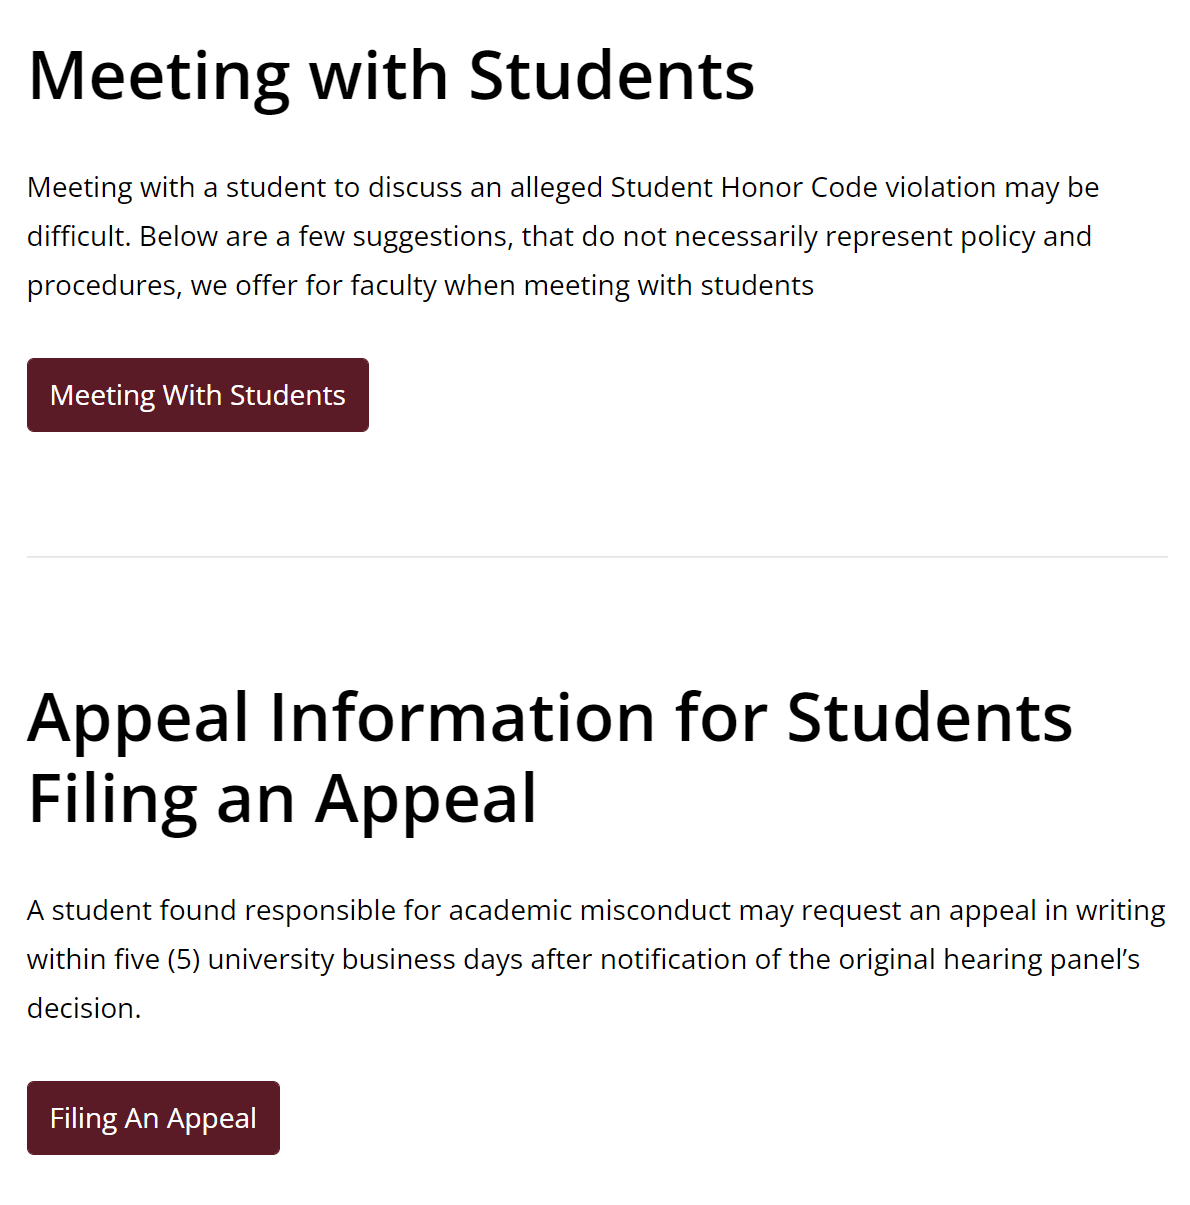 Meeting with Students
Meeting with a student to discuss an alleged Student Honor Code violation may be
difficult. Below are a few suggestions, that do not necessarily represent policy and
procedures, we offer for faculty when meeting with students
Meeting With Students
Appeal Information for Students
Filing an Appeal
A student found responsible for academic misconduct may request an appeal in writing
within five (5) university business days after notification of the original hearing panel’s
decision.
Filing An Appeal